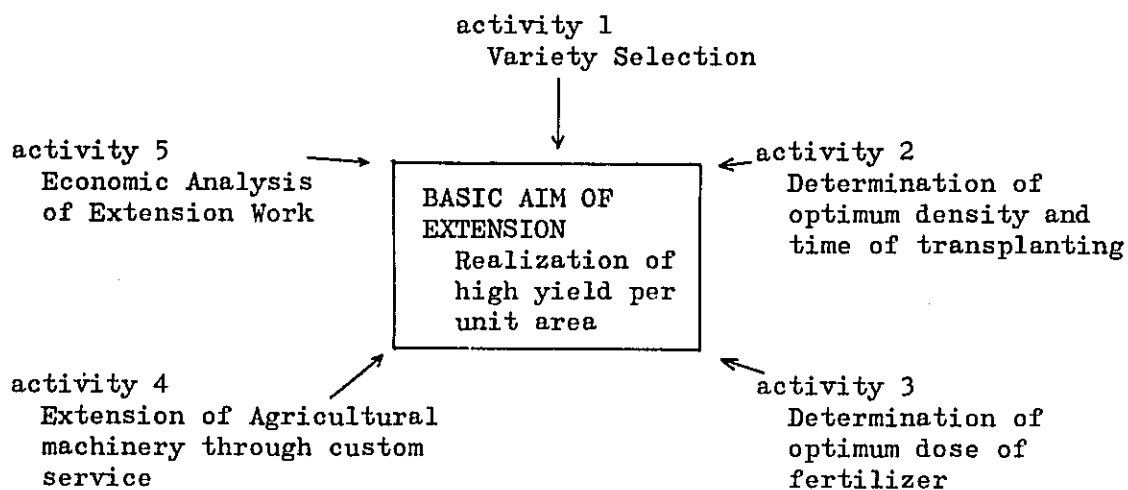 activity 1
Variety Selection
activity 5
Economic Analysis
of Extension Work
BASIC AIM OF
EXTENSION
Realization of
high yield per
unit area
activity 2
Determination of
optimum density and
time of transplanting
activity 4
Extension of Agricultural
machinery through custom
service
activity 3
Determination of
optimum dose of
fertilizer